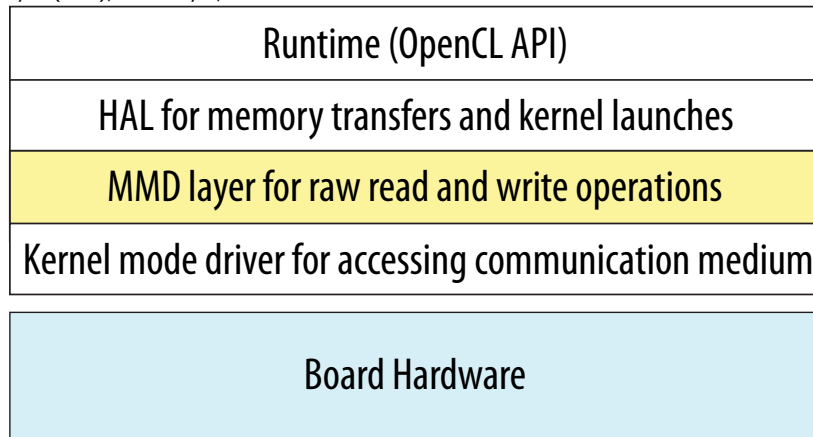 Runtime (OpenCL API)
HAL for memory transfers and kernel launches
MMD layer for raw read and write operations
Kernel mode driver for accessing communication medium
Board Hardware